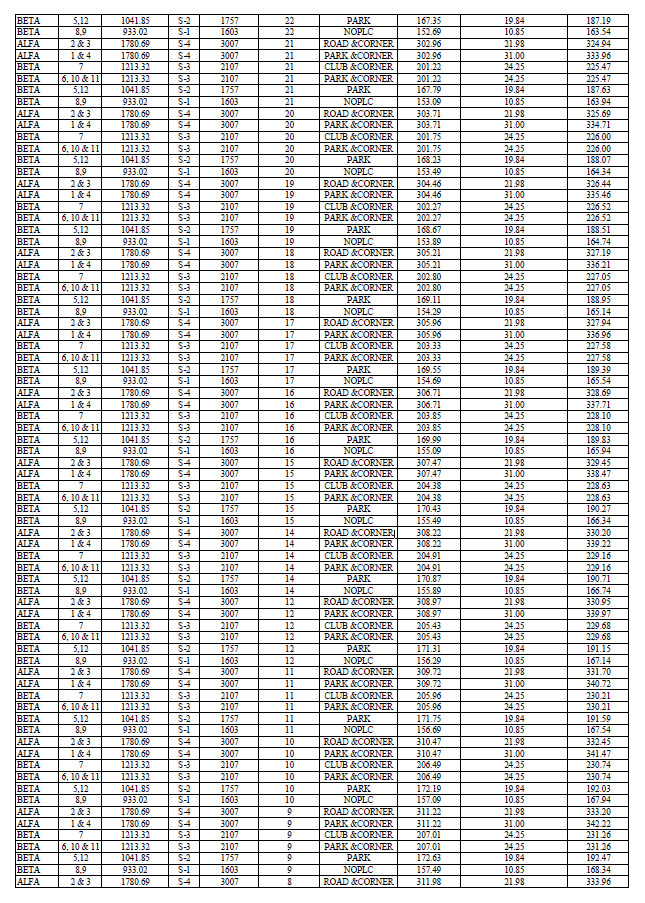 BETA 5,12 1041.85 S-2 1757 22 PARK 167.35 19.84 187.19
BETA 8,9 933.02 S-1 1603 22 NOPLC 152.69 10.85 163.54
ALFA 2 & 3 1780.69 S-4 3007 21 ROAD &CORNER 302.96 21.98 324.94
ALFA 1 & 4 1780.69 S-4 3007 21 PARK &CORNER 302.96 31.00 333.96
BETA 7 1213.32 S-3 2107 21 CLUB &CORNER 201.22 24.25 225.47
BETA 6, 10 & 11 1213.32 S-3 2107 21 PARK &CORNER 201.22 24.25 225.47
BETA 5,12 1041.85 S-2 1757 21 PARK 167.79 19.84 187.63
BETA 8,9 933.02 S-1 1603 21 NOPLC 153.09 10.85 163.94
ALFA 2 & 3 1780.69 S-4 3007 20 ROAD &CORNER 303.71 21.98 325.69
ALFA 1 & 4 1780.69 S-4 3007 20 PARK &CORNER 303.71 31.00 334.71
BETA 7 1213.32 S-3 2107 20 CLUB &CORNER 201.75 24.25 226.00
BETA 6, 10 & 11 1213.32 S-3 2107 20 PARK &CORNER 201.75 24.25 226.00
BETA 5,12 1041.85 S-2 1757 20 PARK 168.23 19.84 188.07
BETA 8,9 933.02 S-1 1603 20 NOPLC 153.49 10.85 164.34
ALFA 2 & 3 1780.69 S-4 3007 19 ROAD &CORNER 304.46 21.98 326.44
ALFA 1 & 4 1780.69 S-4 3007 19 PARK &CORNER 304.46 31.00 335.46
BETA 7 1213.32 S-3 2107 19 CLUB &CORNER 202.27 24.25 226.52
BETA 6, 10 & 11 1213.32 S-3 2107 19 PARK &CORNER 202.27 24.25 226.52
BETA 5,12 1041.85 S-2 1757 19 PARK 168.67 19.84 188.51
BETA 8,9 933.02 S-1 1603 19 NOPLC 153.89 10.85 164.74
ALFA 2 & 3 1780.69 S-4 3007 18 ROAD &CORNER 305.21 21.98 327.19
ALFA 1 & 4 1780.69 S-4 3007 18 PARK &CORNER 305.21 31.00 336.21
BETA 7 1213.32 S-3 2107 18 CLUB &CORNER 202.80 24.25 227.05
BETA 6, 10 & 11 1213.32 S-3 2107 18 PARK &CORNER 202.80 24.25 227.05
BETA 5,12 1041.85 S-2 1757 18 PARK 169.11 19.84 188.95
BETA 8,9 933.02 S-1 1603 18 NOPLC 154.29 10.85 165.14
ALFA 2 & 3 1780.69 S-4 3007 17 ROAD &CORNER 305.96 21.98 327.94
ALFA 1 & 4 1780.69 S-4 3007 17 PARK &CORNER 305.96 31.00 336.96
BETA 7 1213.32 S-3 2107 17 CLUB &CORNER 203.33 24.25 227.58
BETA 6, 10 & 11 1213.32 S-3 2107 17 PARK &CORNER 203.33 24.25 227.58
BETA 5,12 1041.85 S-2 1757 17 PARK 169.55 19.84 189.39
BETA 8,9 933.02 S-1 1603 17 NOPLC 154.69 10.85 165.54
ALFA 2 & 3 1780.69 S-4 3007 16 ROAD &CORNER 306.71 21.98 328.69
ALFA 1 & 4 1780.69 S-4 3007 16 PARK &CORNER 306.71 31.00 337.71
BETA 7 1213.32 S-3 2107 16 CLUB &CORNER 203.85 24.25 228.10
BETA 6, 10 & 11 1213.32 S-3 2107 16 PARK &CORNER 203.85 24.25 228.10
BETA 5,12 1041.85 S-2 1757 16 PARK 169.99 19.84 189.83
BETA 8,9 933.02 S-1 1603 16 NOPLC 155.09 10.85 165.94
ALFA 2 & 3 1780.69 S-4 3007 15 ROAD &CORNER 307.47 21.98 329.45
ALFA 1 & 4 1780.69 S-4 3007 15 PARK &CORNER 307.47 31.00 338.47
BETA 7 1213.32 S-3 2107 15 CLUB &CORNER 204.38 24.25 228.63
BETA 6, 10 & 11 1213.32 S-3 2107 15 PARK &CORNER 204.38 24.25 228.63
BETA 5,12 1041.85 S-2 1757 15 PARK 170.43 19.84 190.27
BETA 8,9 933.02 S-1 1603 15 NOPLC 155.49 10.85 166.34
ALFA 2 & 3 1780.69 S-4 3007 14 ROAD &CORNER 308.22 21.98 330.20
ALFA 1 & 4 1780.69 S-4 3007 14 PARK &CORNER 308.22 31.00 339.22
BETA 7 1213.32 S-3 2107 14 CLUB &CORNER 204.91 24.25 229.16
BETA 6, 10 & 11 1213.32 S-3 2107 14 PARK &CORNER 204.91 24.25 229.16
BETA 5,12 1041.85 S-2 1757 14 PARK 170.87 19.84 190.71
BETA 8,9 933.02 S-1 1603 14 NOPLC 155.89 10.85 166.74
ALFA 2 & 3 1780.69 S-4 3007 12 ROAD &CORNER 308.97 21.98 330.95
ALFA 1 & 4 1780.69 S-4 3007 12 PARK &CORNER 308.97 31.00 339.97
BETA 7 1213.32 S-3 2107 12 CLUB &CORNER 205.43 24.25 229.68
BETA 6, 10 & 11 1213.32 S-3 2107 12 PARK &CORNER 205.43 24.25 229.68
BETA 5,12 1041.85 S-2 1757 12 PARK 171.31 19.84 191.15
BETA 8,9 933.02 S-1 1603 12 NOPLC 156.29 10.85 167.14
ALFA 2 & 3 1780.69 S-4 3007 11 ROAD &CORNER 309.72 21.98 331.70
ALFA 1 & 4 1780.69 S-4 3007 11 PARK &CORNER 309.72 31.00 340.72
BETA 7 1213.32 S-3 2107 11 CLUB &CORNER 205.96 24.25 230.21
BETA 6, 10 & 11 1213.32 S-3 2107 11 PARK &CORNER 205.96 24.25 230.21
BETA 5,12 1041.85 S-2 1757 11 PARK 171.75 19.84 191.59
BETA 8,9 933.02 S-1 1603 11 NOPLC 156.69 10.85 167.54
ALFA 2 & 3 1780.69 S-4 3007 10 ROAD &CORNER 310.47 21.98 332.45
ALFA 1 & 4 1780.69 S-4 3007 10 PARK &CORNER 310.47 31.00 341.47
BETA 7 1213.32 S-3 2107 10 CLUB &CORNER 206.49 24.25 230.74
BETA 6, 10 & 11 1213.32 S-3 2107 10 PARK &CORNER 206.49 24.25 230.74
BETA 5,12 1041.85 S-2 1757 10 PARK 172.19 19.84 192.03
BETA 8,9 933.02 S-1 1603 10 NOPLC 157.09 10.85 167.94
ALFA 2 & 3 1780.69 S-4 3007 9 ROAD &CORNER 311.22 21.98 333.20
ALFA 1 & 4 1780.69 S-4 3007 9 PARK &CORNER 311.22 31.00 342.22
BETA 7 1213.32 S-3 2107 9 CLUB &CORNER 207.01 24.25 231.26
BETA 6, 10 & 11 1213.32 S-3 2107 9 PARK &CORNER 207.01 24.25 231.26
BETA 5,12 1041.85 S-2 1757 9 PARK 172.63 19.84 192.47
BETA 8,9 933.02 S-1 1603 9 NOPLC 157.49 10.85 168.34
ALFA 2 & 3 1780.69 S-4 3007 8 ROAD &CORNER 311.98 21.98 333.96